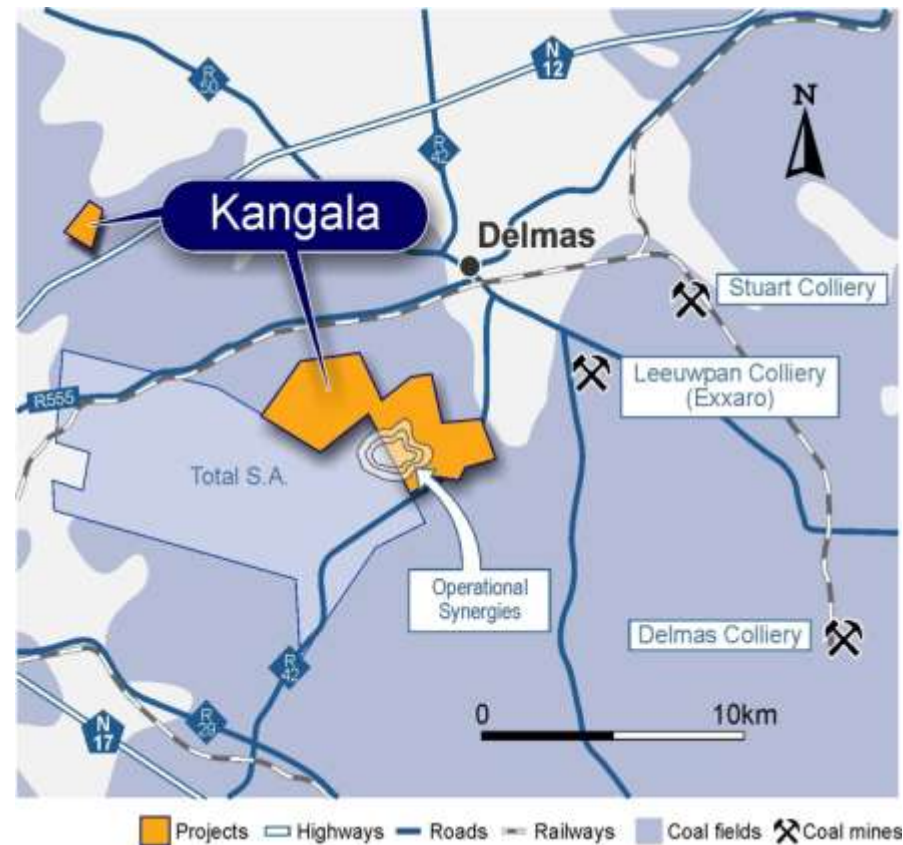 N
12
R
50
R
42
N
Kangala
Delmas
Stuart Colliery
Leeuwpan Colliery
(Exxaro)
R555
Total S.A.
Operational
Synergies
Delmas Colliery
R
42
0 10km
R
29
N
17
Projects Highways Roads Railways Coal fields Coal mines